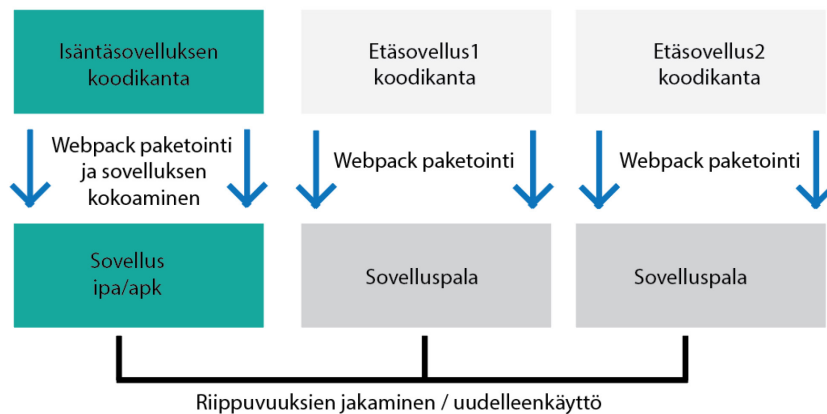 Isäntäsovelluksen
koodikanta
Etäsovellus1
koodikanta
Etäsovellus2
koodikanta
Webpack paketointi
ja sovelluksen
kokoaminen
Webpack paketointi
Webpack paketointi
Sovellus
ipa/apk
Sovelluspala
Sovelluspala
Riippuvuuksien jakaminen / uudelleenkäyttö